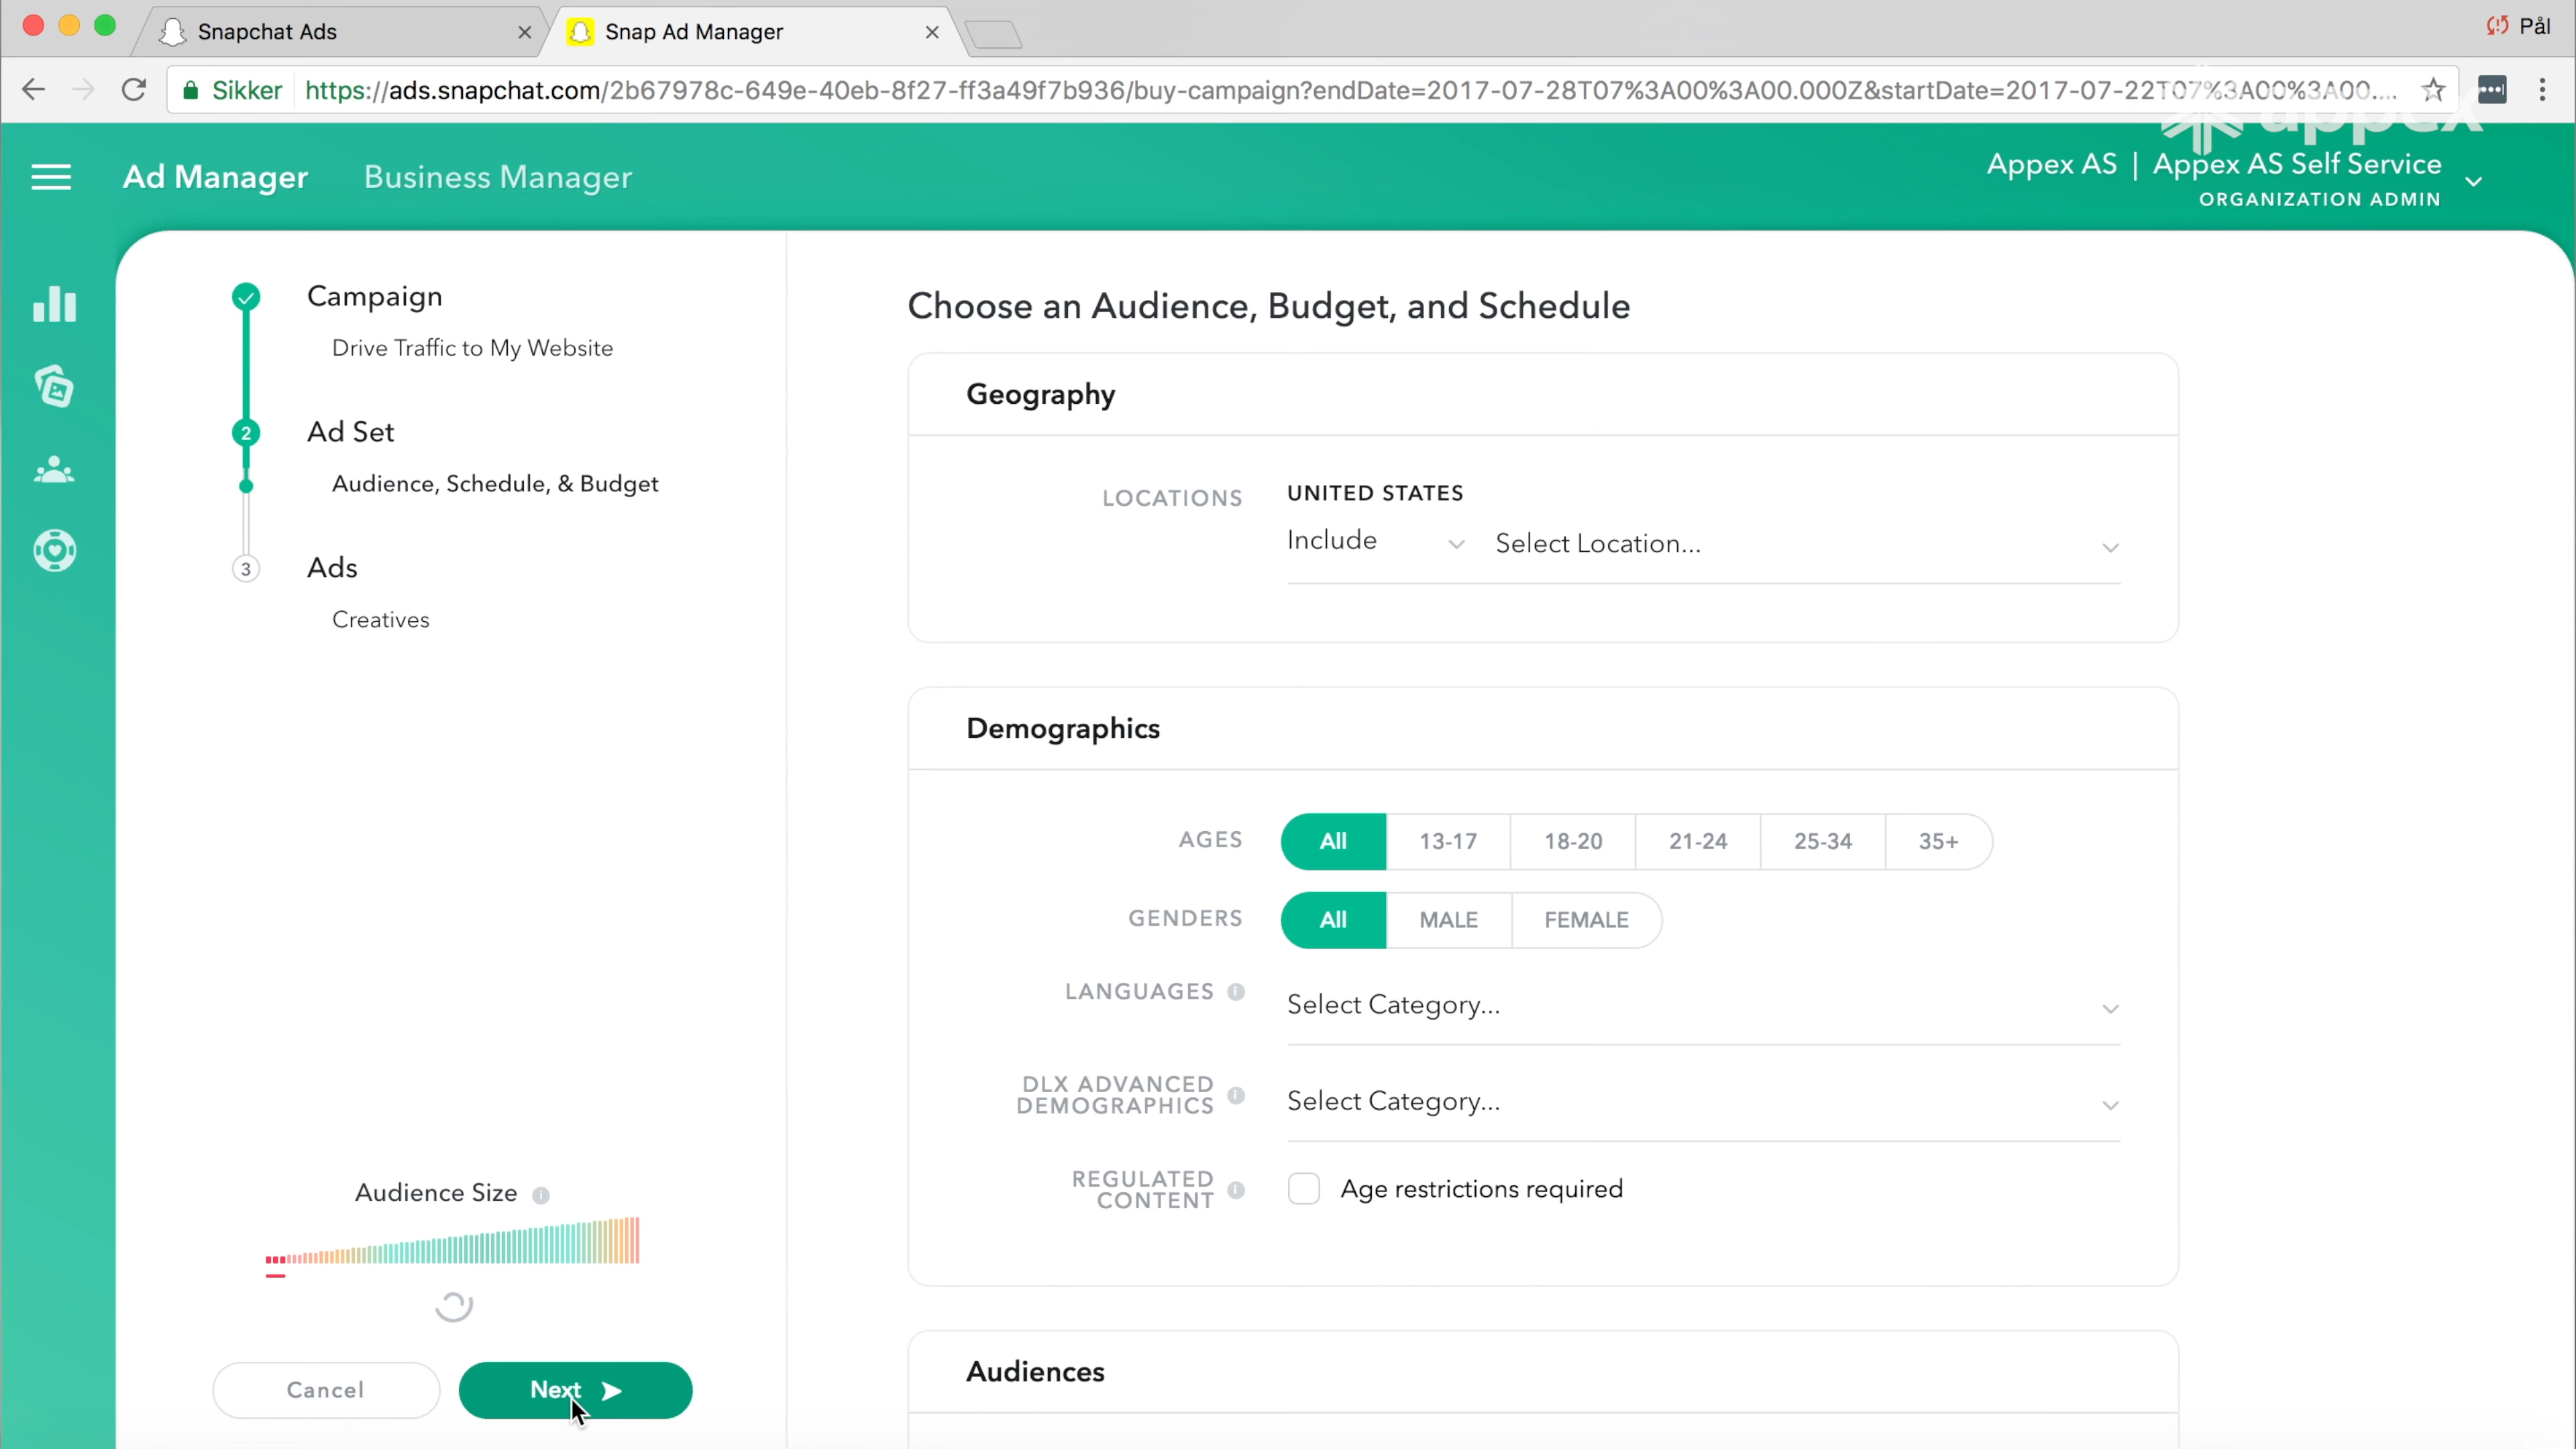 Snapchat Ads
Snap Ad Manager
Pål
Sikker
https://ads.snapchat.com/2b67978c-649e-40eb-8f27-ff3a49f7b936/buy-campaign?endDate=2017-07-28T07%3A00%3A00.000Z&startDate=2017-07-22T07%3A00%3A00....
appex
Ad Manager
Business Manager
Appex AS | Appex AS Self Service
ORGANIZATION ADMIN
Campaign
Drive Traffic to My Website
2
Ad Set
Audience, Schedule, & Budget
3
Ads
Creatives
Audience Size
Cancel
Next
Choose an Audience, Budget, and Schedule
Geography
LOCATIONS
UNITED STATES
Include
Select Location...
Demographics
AGES
All 13-17 18-20 21-24 25-34 35+
GENDERS
All MALE FEMALE
LANGUAGES
Select Category...
DLX ADVANCED
DEMOGRAPHICS
Select Category...
REGULATED
CONTENT
Age restrictions required
Audiences